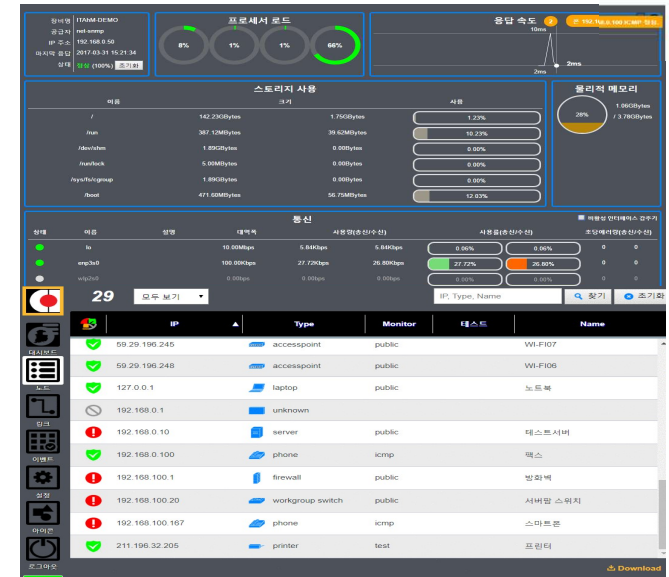 장비명 ITAhM-DEMO
공급자 net-snmp
IP 주소 192.168.0.50
마지막 응답 2017-03-31 15:21:34
상태 정상 (100%) 초기화
프로세서 로드
8% 1% 1% 66%
응답 속도
10ms
2ms
2ms
스토리지 사용
이름 크기 사용
/ 142.23GBytes 1.75GBytes 1.23%
/run 387.12MBytes 39.62MBytes 10.23%
/dev/shm 1.89GBytes 0.00Bytes 0.00%
/run/lock 5.00MBytes 0.00Bytes 0.00%
/sys/fs/cgroup 1.89GBytes 0.00Bytes 0.00%
/boot 471.68MBytes 56.75MBytes 12.03%
물리적 메모리
28%
1.06GBytes
/ 3.78GBytes
통신
비활성 인터페이스 감추기
상태 이름 설명 대역폭 사용량(송신/수신) 사용률(송신/수신) 초당에러량(송신/수신)
lo 10.00Mbps 5.84Kbps 5.84Kbps 0.06% 0.06% 0 0
enp3s0 100.00Kbps 27.72Kbps 26.80Kbps 27.72% 26.80% 0 0
wlp2s0 0.00bps 0.00bps 0.00bps 0.00% 0.00% 0 0
29 모두 보기 IP, Type, Name 찾기 초기화
IP Type Monitor 테스트 Name
59.29.196.245 accesspoint public WI-FI07
59.29.196.248 accesspoint public WI-FI06
127.0.0.1 laptop public 노트북
192.168.0.1 unknown
192.168.0.10 server public 테스트서버
192.168.0.100 phone icmp 팩스
192.168.100.1 firewall public 방화벽
192.168.100.20 workgroup switch public 서버팜 스위치
192.168.100.167 phone icmp 스마트폰
211.196.32.205 printer test 프린터
대시보드
노드
링크
이벤트
설정
아이콘
로그아웃
Download